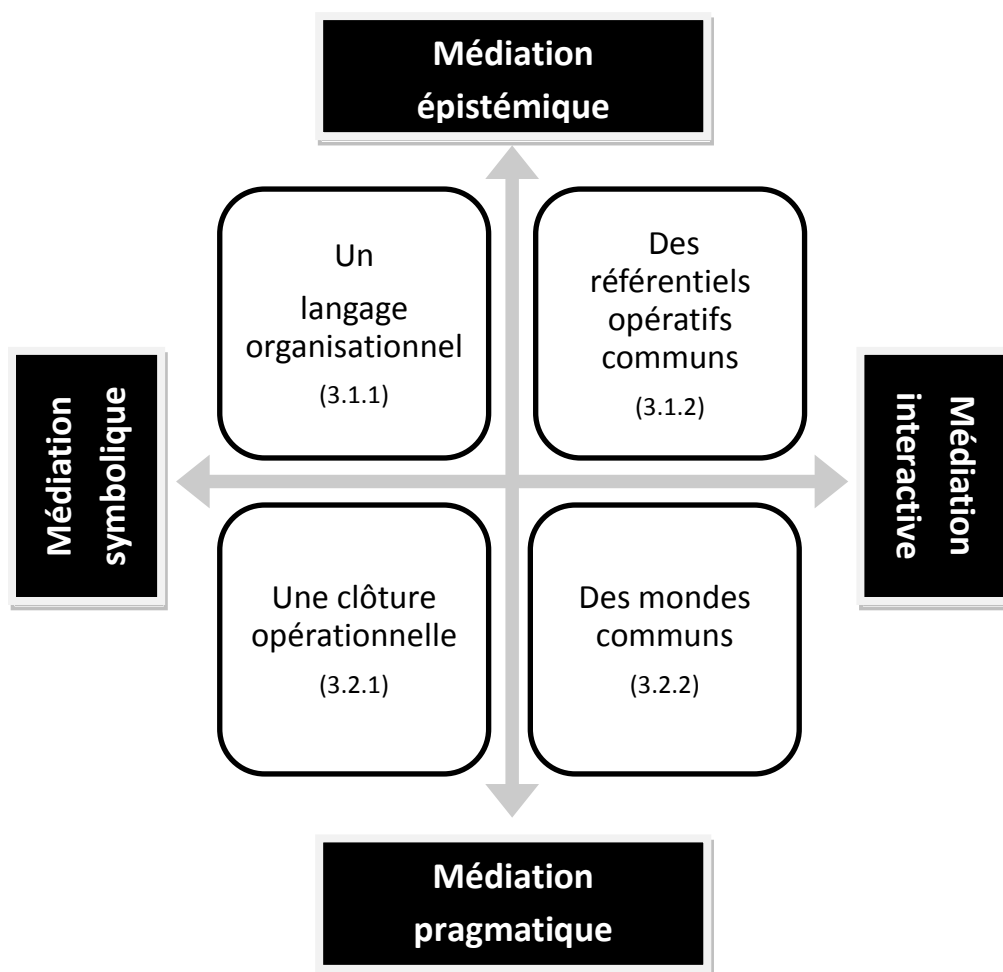 Médiation
épistémique
Un
langage
organisationnel
(3.1.1)
Des
référentiels
opératifs
communs
(3.1.2)
Médiation
symbolique
Médiation
interactive
Une clôture
opérationnelle
(3.2.1)
Des mondes
communs
(3.2.2)
Médiation
pragmatique